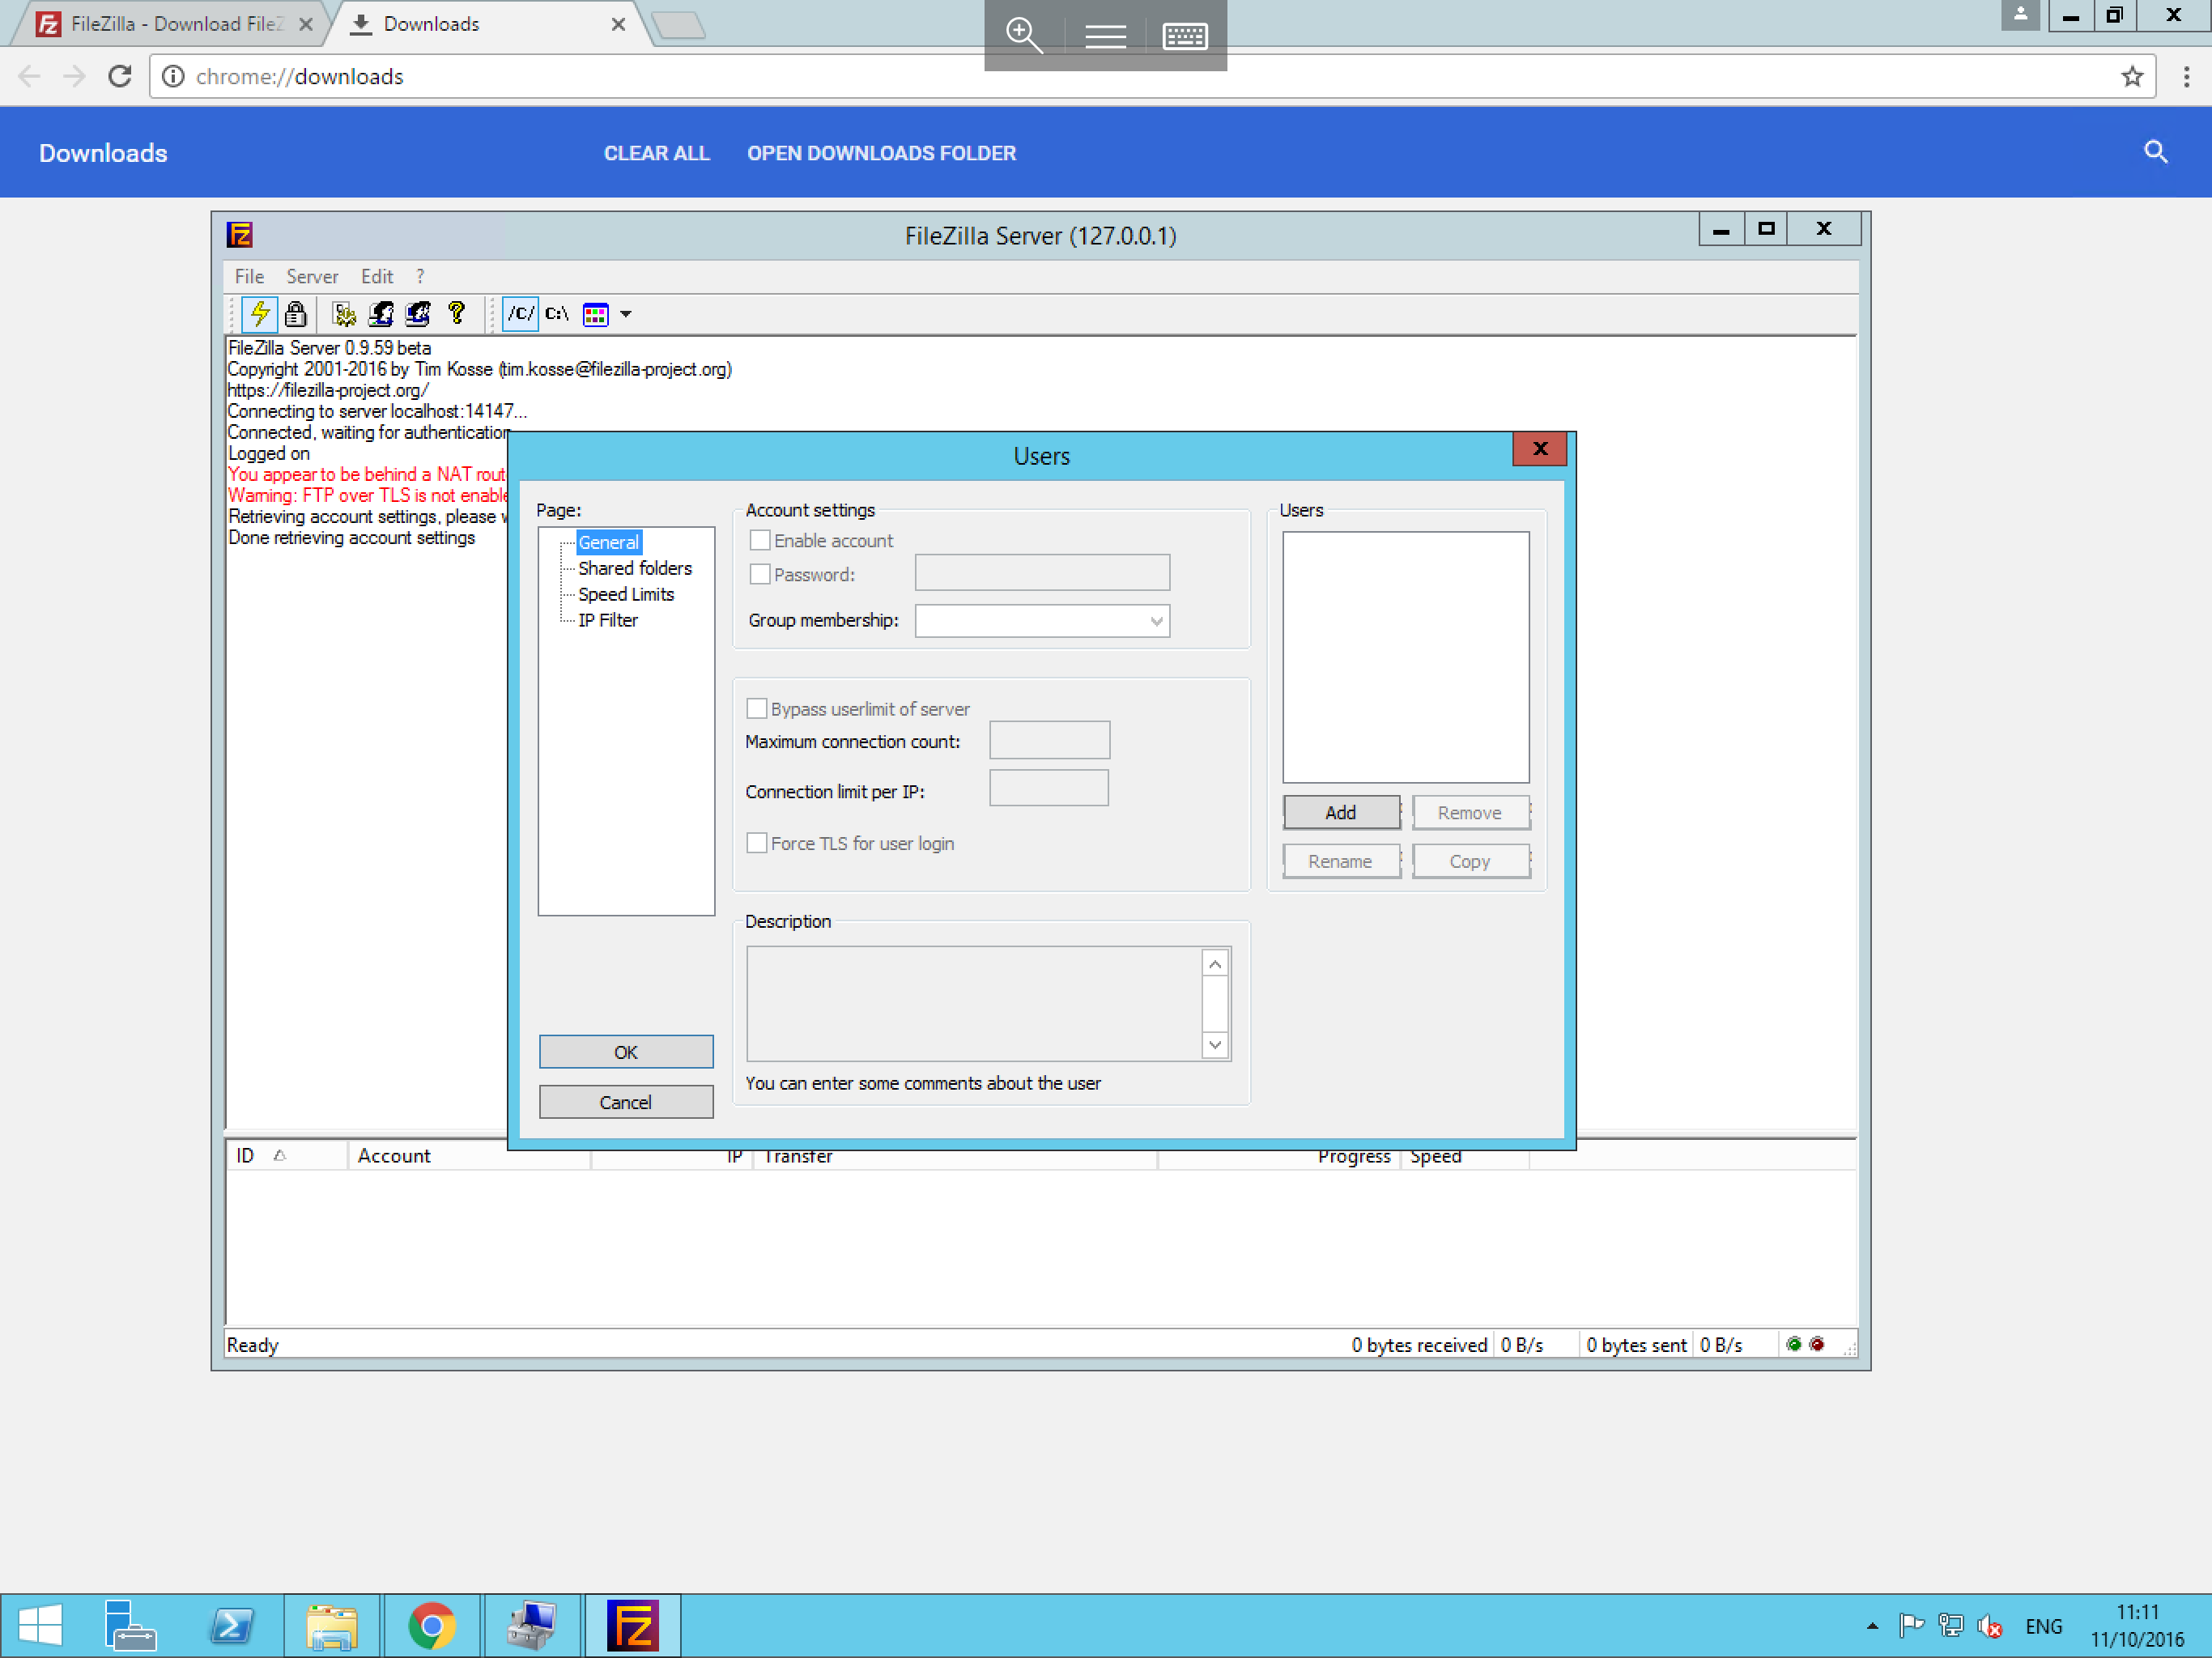 FileZilla - Download FileZ
Downloads
chrome://downloads
Downloads
CLEAR ALL
OPEN DOWNLOADS FOLDER
FileZilla Server (127.0.0.1)
File Server Edit ?
/C/ C:\
FileZilla Server 0.9.59 beta
Copyright 2001-2016 by Tim Kosse (tim.kosse@filezilla-project.org)
https://filezilla-project.org/
Connecting to server localhost:14147...
Connected, waiting for authentication
Logged on
You appear to be behind a NAT rout
Warning: FTP over TLS is not enable
Retrieving account settings, please w
Done retrieving account settings
Users
Page:
General
Shared folders
Speed Limits
IP Filter
OK
Cancel
Account settings
Enable account
Password:
Group membership:
Bypass userlimit of server
Maximum connection count:
Connection limit per IP:
Force TLS for user login
Description
You can enter some comments about the user
Users
Add Remove
Rename Copy
ID Account IP Transfer Progress Speed
Ready 0 bytes received 0 B/s 0 bytes sent 0 B/s
ENG
11:11
11/10/2016